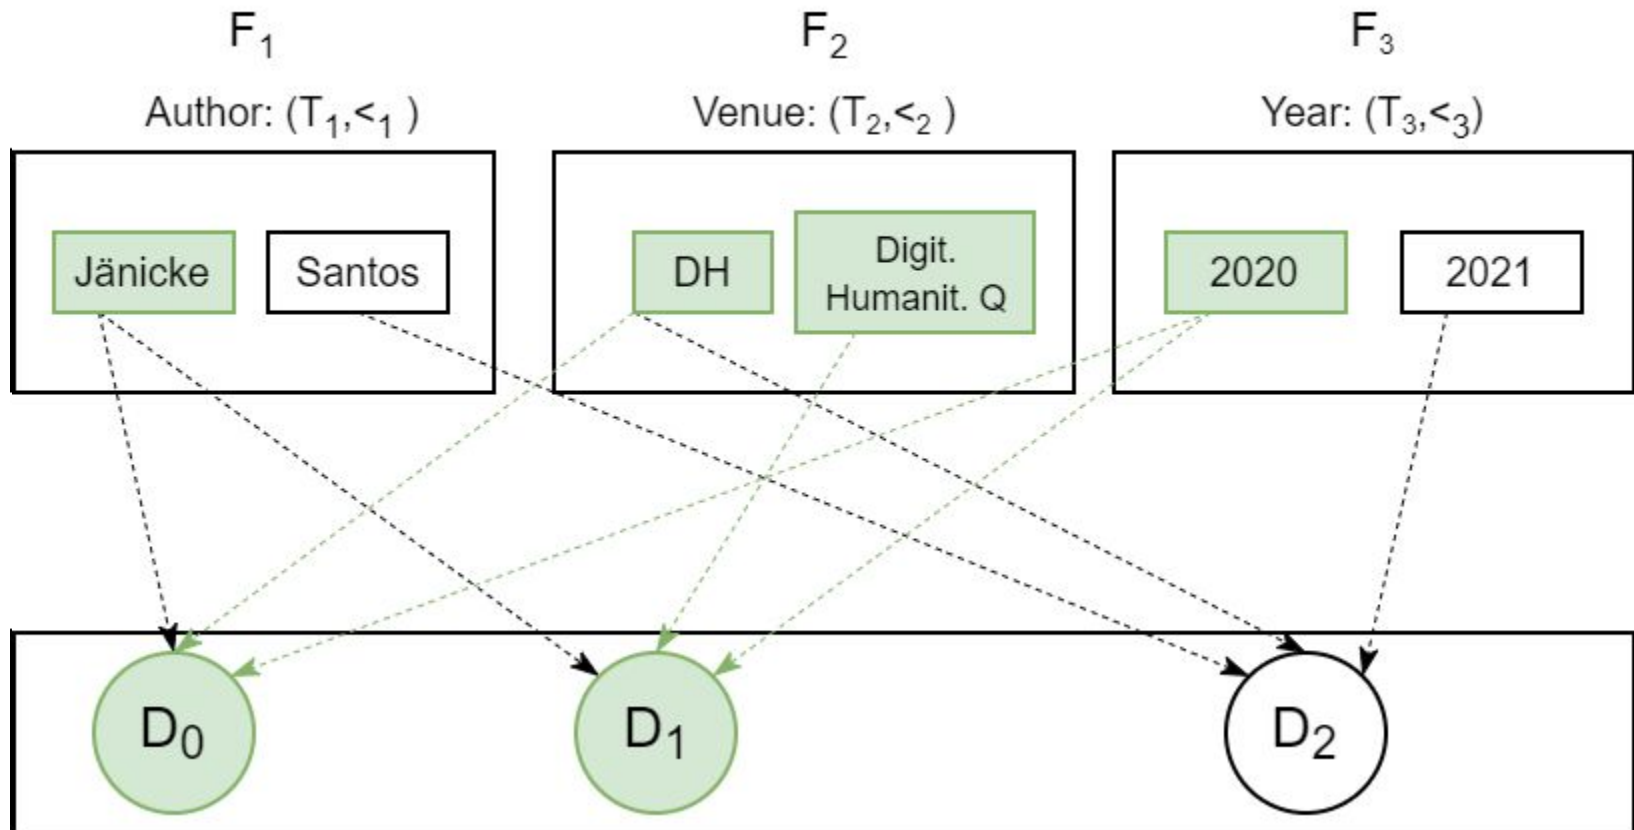 F₁ F₂ F₃
Author: (T₁,<₁ ) Venue: (T₂,<₂ ) Year: (T₃,<₃)
Jänicke Santos DH Digit. 2020 2021
Humanit. Q
D₀ D₁ D₂